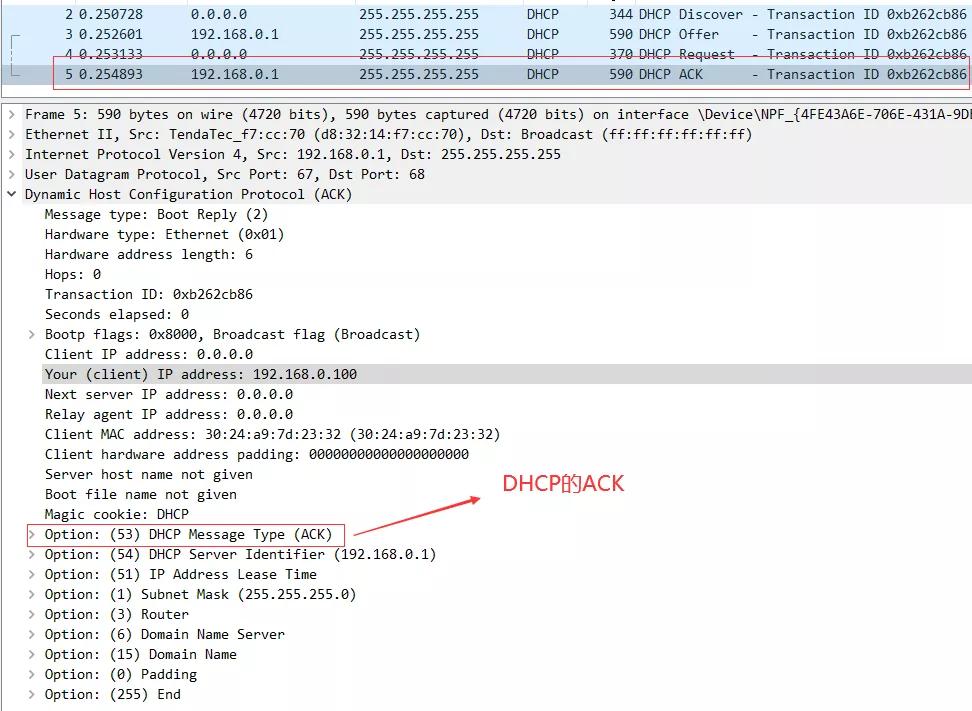 2 0.250728 0.0.0.0 255.255.255.255 DHCP 344 DHCP Discover - Transaction ID 0xb262cb86
3 0.252601 192.168.0.1 255.255.255.255 DHCP 590 DHCP Offer - Transaction ID 0xb262cb86
4 0.253133 0.0.0.0 255.255.255.255 DHCP 370 DHCP Request - Transaction ID 0xb262cb86
5 0.254893 192.168.0.1 255.255.255.255 DHCP 590 DHCP ACK - Transaction ID 0xb262cb86
Frame 5: 590 bytes on wire (4720 bits), 590 bytes captured (4720 bits) on interface \Device\NPF_{4FE43A6E-706E-431A-9DE
Ethernet II, Src: TendaTec_f7:cc:70 (d8:32:14:f7:cc:70), Dst: Broadcast (ff:ff:ff:ff:ff:ff)
Internet Protocol Version 4, Src: 192.168.0.1, Dst: 255.255.255.255
User Datagram Protocol, Src Port: 67, Dst Port: 68
Dynamic Host Configuration Protocol (ACK)
Message type: Boot Reply (2)
Hardware type: Ethernet (0x01)
Hardware address length: 6
Hops: 0
Transaction ID: 0xb262cb86
Seconds elapsed: 0
Bootp flags: 0x8000, Broadcast flag (Broadcast)
Client IP address: 0.0.0.0
Your (client) IP address: 192.168.0.100
Next server IP address: 0.0.0.0
Relay agent IP address: 0.0.0.0
Client MAC address: 30:24:a9:7d:23:32 (30:24:a9:7d:23:32)
Client hardware address padding: 00000000000000000000
Server host name not given
Boot file name not given
Magic cookie: DHCP
DHCP的ACK
Option: (53) DHCP Message Type (ACK)
Option: (54) DHCP Server Identifier (192.168.0.1)
Option: (51) IP Address Lease Time
Option: (1) Subnet Mask (255.255.255.0)
Option: (3) Router
Option: (6) Domain Name Server
Option: (15) Domain Name
Option: (0) Padding
Option: (255) End